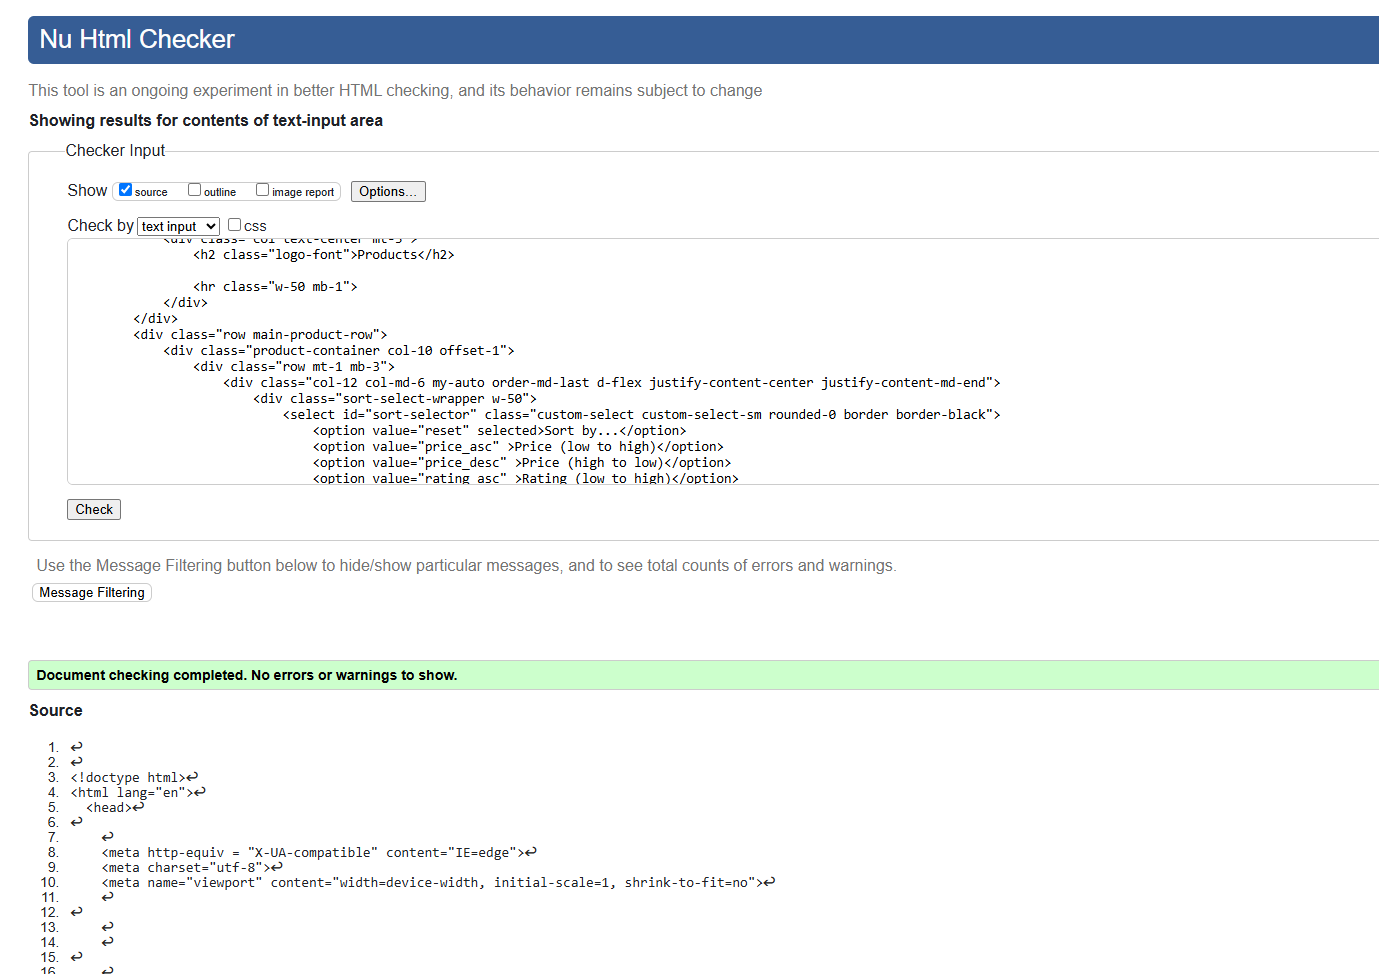 Nu Html Checker
This tool is an ongoing experiment in better HTML checking, and its behavior remains subject to change
Showing results for contents of text-input area
Checker Input
Show source outline image report Options...
Check by text input css
<div class="col text-center mt-5">
<h2 class="logo-font">Products</h2>
<hr class="w-50 mb-1">
</div>
</div>
<div class="row main-product-row">
<div class="product-container col-10 offset-1">
<div class="row mt-1 mb-3">
<div class="col-12 col-md-6 my-auto order-md-last d-flex justify-content-center justify-content-md-end">
<div class="sort-select-wrapper w-50">
<select id="sort-selector" class="custom-select custom-select-sm rounded-0 border border-black">
<option value="reset" selected>Sort by...</option>
<option value="price_asc" >Price (low to high)</option>
<option value="price_desc" >Price (high to low)</option>
<option value="rating_asc" >Rating (low to high)</option>
Check
Use the Message Filtering button below to hide/show particular messages, and to see total counts of errors and warnings.
Message Filtering
Document checking completed. No errors or warnings to show.
Source
1. ↩
2. ↩
3. <!doctype html>↩
4. <html lang="en">↩
5. <head>↩
6. ↩
7. ↩
8. <meta http-equiv = "X-UA-compatible" content="IE=edge">↩
9. <meta charset="utf-8">↩
10. <meta name="viewport" content="width=device-width, initial-scale=1, shrink-to-fit=no">↩
11. ↩
12. ↩
13. ↩
14. ↩
15. ↩
16. ↩